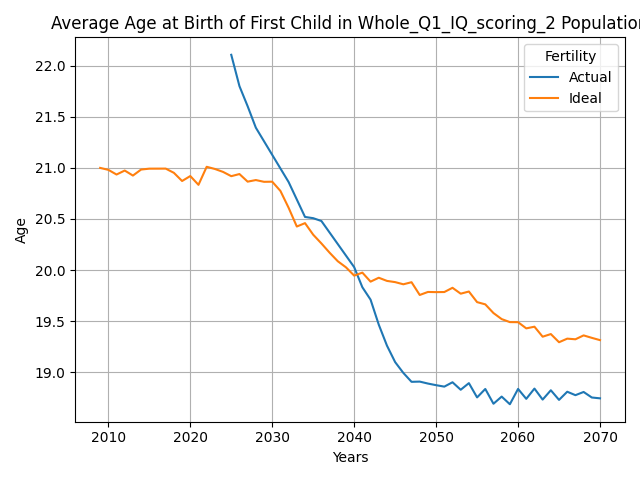 Average Age at Birth of First Child in Whole_Q1_IQ_scoring_2 Population
Fertility
Actual
Ideal
22.0
21.5
21.0
20.5
20.0
19.5
19.0
Age
2010 2020 2030 2040 2050 2060 2070
Years